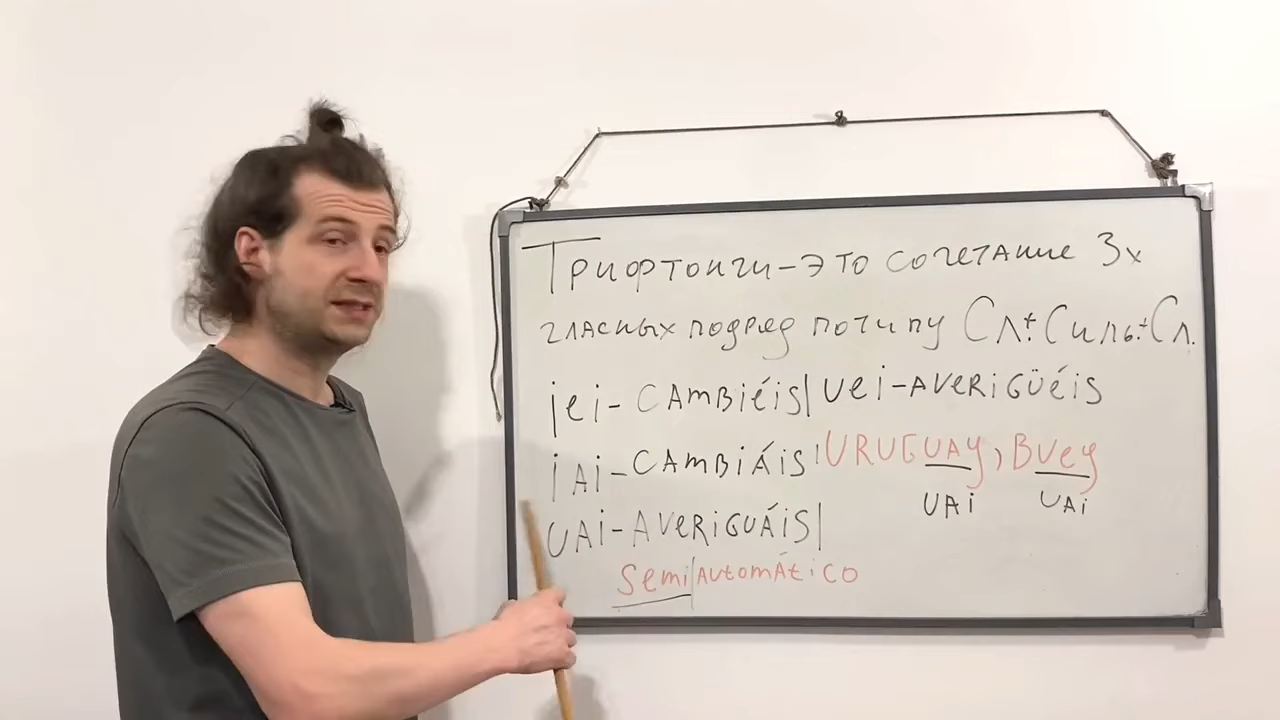 Трифтонги-это сочетание 3х
гласных подряд по типу Сл+Силь.+Сл.
iei-CAmBiéis|UEi-AVERiGÜéis
iAi-CAmBiÁis|URUGUAy, BUEy
UAi UAi
UAi-AVERiGUÁis|
Semi|AUtomÁtiCO